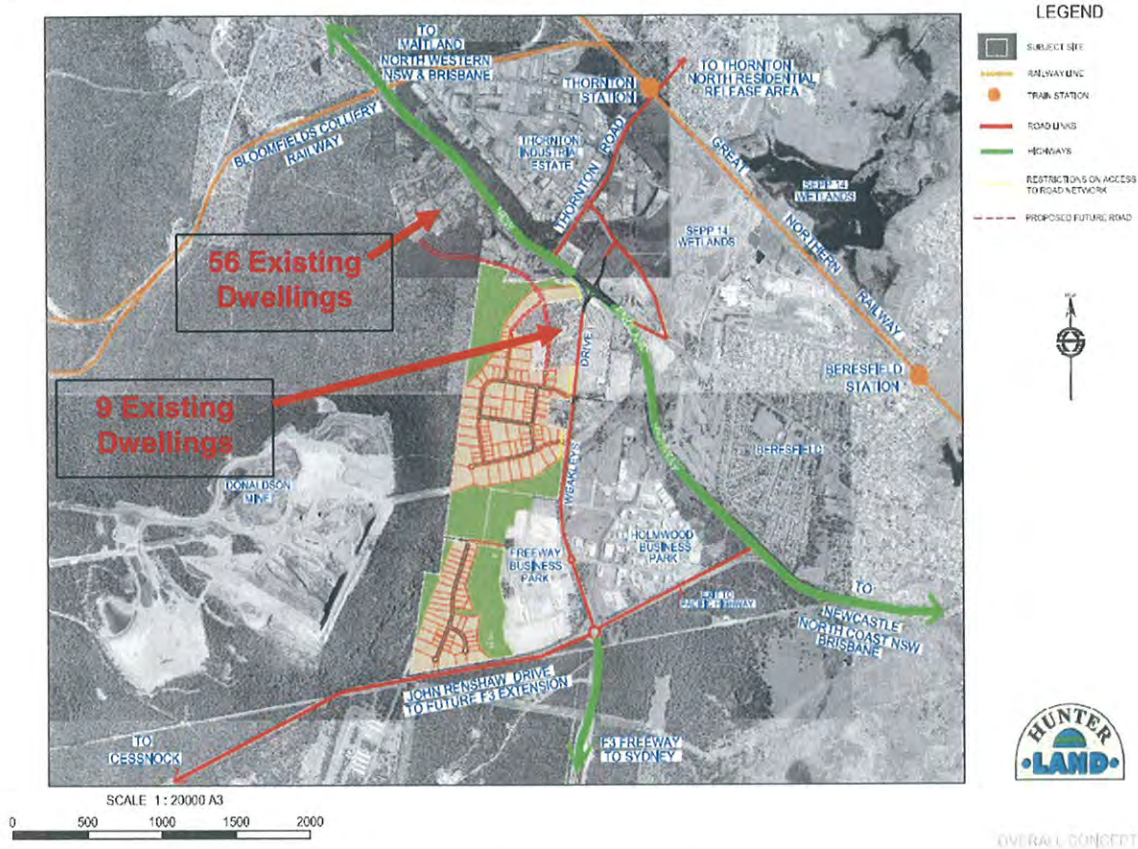 LEGEND
SUBJECT SITE
RAILWAY LINE
TRAIN STATION
ROAD LINKS
HIGHWAYS
RESTRICTIONS ON ACCESS
TO ROAD NETWORK
PROPOSED FUTURE ROAD
TO
MAITLAND
NORTH WESTERN
NSW & BRISBANE
THORNTON
STATION
TO THORNTON
NORTH RESIDENTIAL
RELEASE AREA
BLOOMFIELDS COLLIERY
RAILWAY
THORNTON
INDUSTRIAL
ESTATE
THORNTON ROAD
GREAT
NORTHERN
RAILWAY
SEPP 14
WETLANDS
SEPP 14
WETLANDS
NEW
ENGLAND
HIGHWAY
56 Existing
Dwellings
9 Existing
Dwellings
WEAKLEYS
DRIVE
BERESFIELD
STATION
BERESFIELD
DONALDSON
MINE
FREEWAY
BUSINESS
PARK
HOLMWOOD
BUSINESS
PARK
PACIFIC HIGHWAY
TO
NEWCASTLE
NORTH COAST NSW
BRISBANE
JOHN RENSHAW DRIVE
TO FUTURE F3 EXTENSION
TO
CESSNOCK
F3 FREEWAY
TO SYDNEY
HUNTER
LAND
SCALE 1 : 20000 A3
0 500 1000 1500 2000
OVERALL CONCEPT